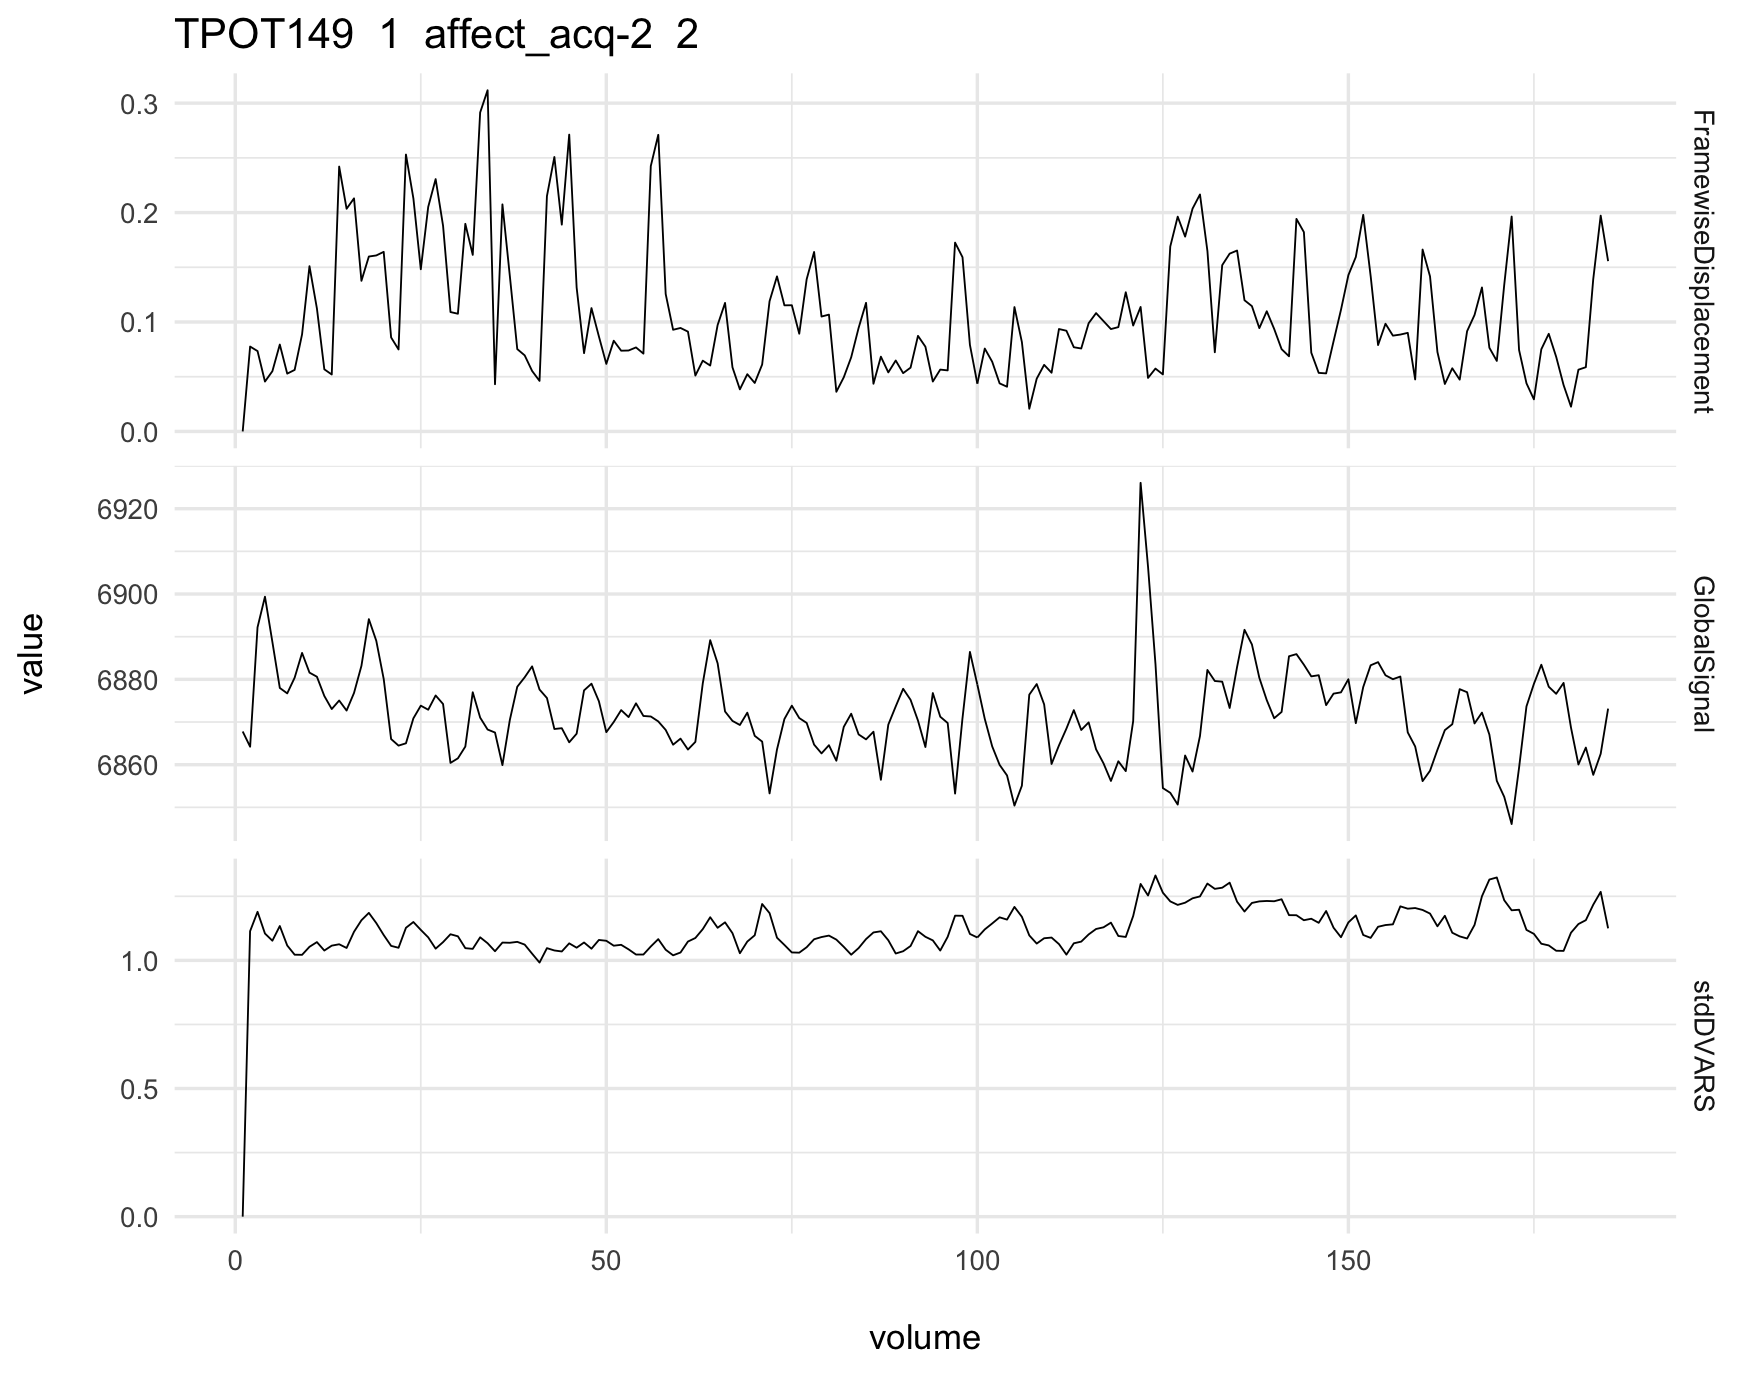 TPOT149 1 affect_acq-2 2
0.3
0.2
0.1
0.0
FramewiseDisplacement
6920
6900
6880
6860
GlobalSignal
1.0
0.5
0.0
stdDVARS
value
0 50 100 150
volume